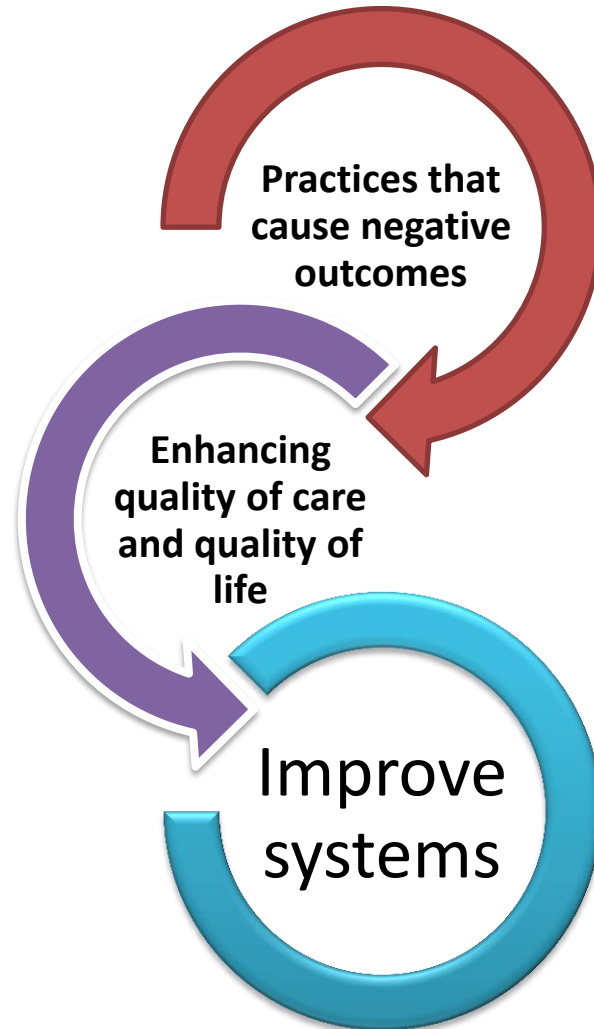 Practices that
cause negative
outcomes
Enhancing
quality of care
and quality of
life
Improve
systems